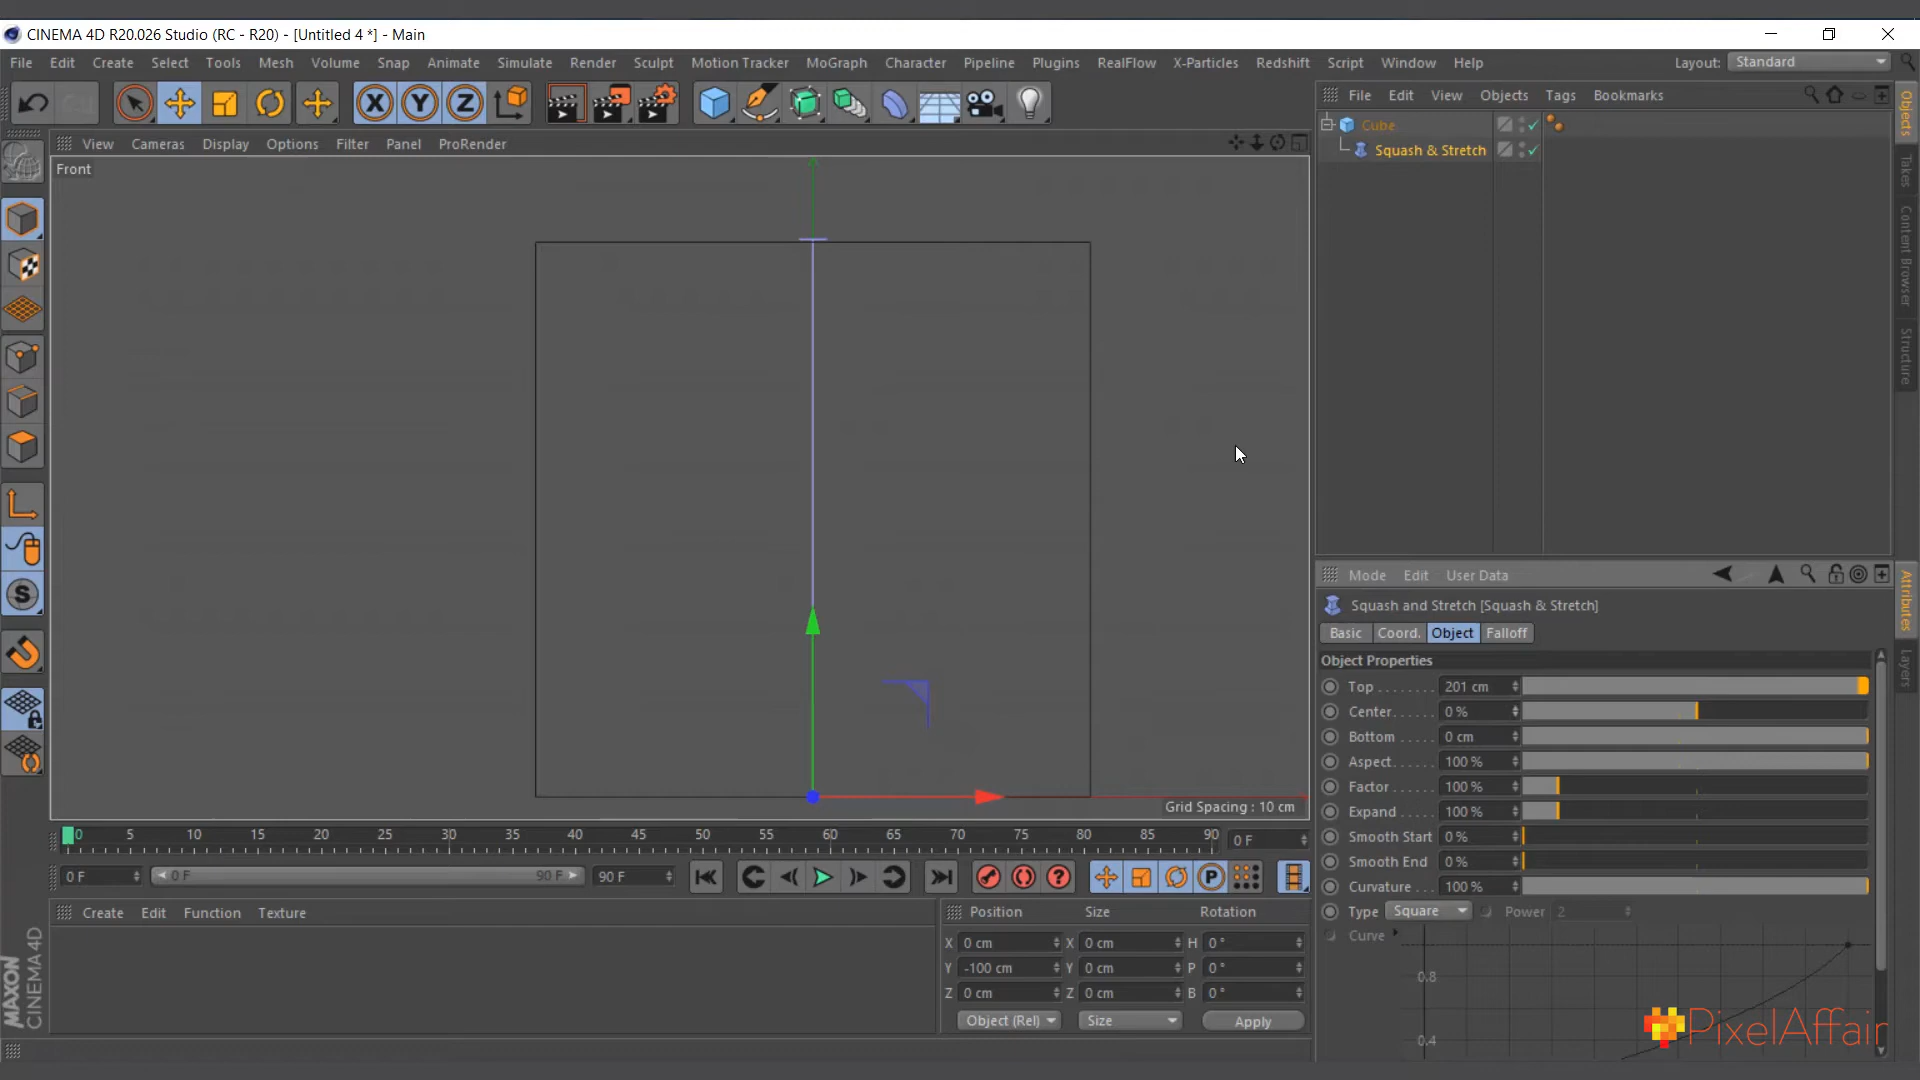 CINEMA 4D R20.026 Studio (RC - R20) - [Untitled 4 *] - Main
File Edit Create Select Tools Mesh Volume Snap Animate Simulate Render Sculpt Motion Tracker MoGraph Character Pipeline Plugins RealFlow X-Particles Redshift Script Window Help Layout: Standard
X Y Z
File Edit View Objects Tags Bookmarks
Objects
Takes
Content Browser
Structure
Cube
Squash & Stretch
View Cameras Display Options Filter Panel ProRender
Front
Grid Spacing : 10 cm
Mode Edit User Data
Attributes
Layers
Squash and Stretch [Squash & Stretch]
Basic Coord. Object Falloff
Object Properties
Top . . . . . . . . 201 cm
Center. . . . . . 0 %
Bottom . . . . . 0 cm
Aspect. . . . . . 100 %
Factor . . . . . . 100 %
Expand . . . . . 100 %
Smooth Start 0 %
Smooth End 0 %
Curvature . . . 100 %
Type Square Power 2
Curve
0.8
0.4
0 5 10 15 20 25 30 35 40 45 50 55 60 65 70 75 80 85 90 0 F
0 F 0 F 90 F 90 F
Create Edit Function Texture
Position Size Rotation
X 0 cm X 0 cm H 0 °
Y -100 cm Y 0 cm P 0 °
Z 0 cm Z 0 cm B 0 °
Object (Rel) Size Apply
MAXON
CINEMA 4D
PixelAffair